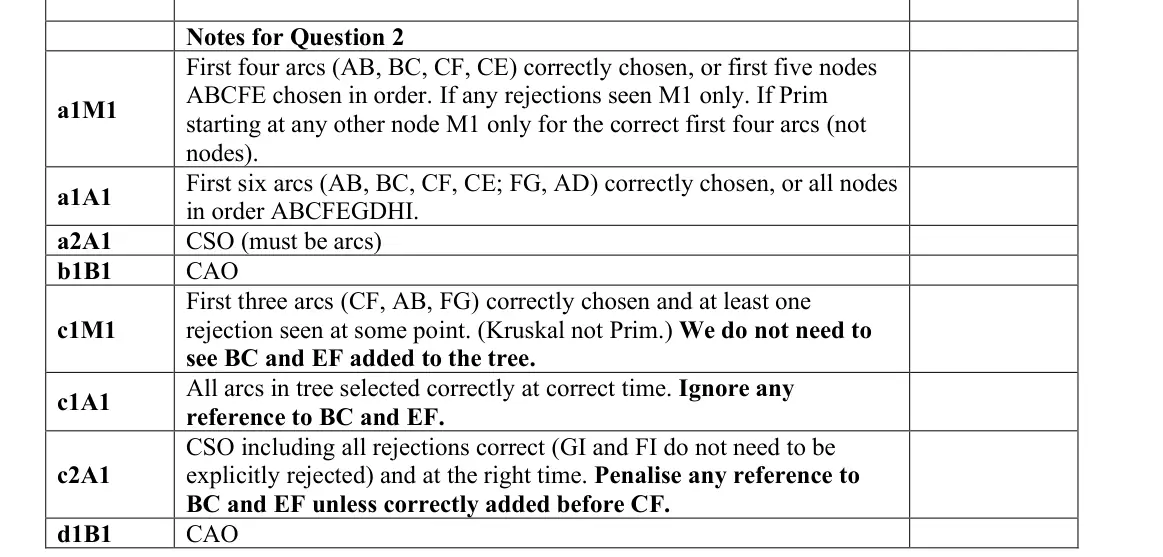 Notes for Question 2
a1M1
First four arcs (AB, BC, CF, CE) correctly chosen, or first five nodes
ABCFE chosen in order. If any rejections seen M1 only. If Prim
starting at any other node M1 only for the correct first four arcs (not
nodes).
a1A1
First six arcs (AB, BC, CF, CE; FG, AD) correctly chosen, or all nodes
in order ABCFEGDHI.
a2A1
CSO (must be arcs)
b1B1
CAO
c1M1
First three arcs (CF, AB, FG) correctly chosen and at least one
rejection seen at some point. (Kruskal not Prim.) We do not need to
see BC and EF added to the tree.
c1A1
All arcs in tree selected correctly at correct time. Ignore any
reference to BC and EF.
c2A1
CSO including all rejections correct (GI and FI do not need to be
explicitly rejected) and at the right time. Penalise any reference to
BC and EF unless correctly added before CF.
d1B1
CAO